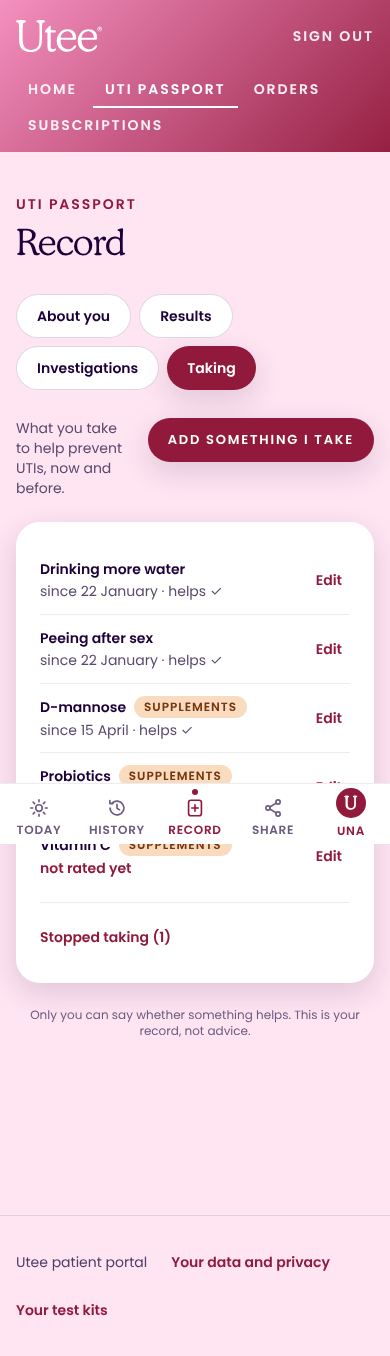 Utee®
SIGN OUT
HOME UTI PASSPORT ORDERS
SUBSCRIPTIONS
UTI PASSPORT
Record
About you Results
Investigations Taking
What you take
to help prevent
UTIs, now and
before.
ADD SOMETHING I TAKE
Drinking more water
since 22 January · helps ✓
Edit
Peeing after sex
since 22 January · helps ✓
Edit
D-mannose SUPPLEMENTS
since 15 April · helps ✓
Edit
Probiotics SUPPLEMENTS
TODAY HISTORY RECORD SHARE UNA
Vitamin C SUPPLEMENTS
not rated yet
Edit
Stopped taking (1)
Only you can say whether something helps. This is your
record, not advice.
Utee patient portal Your data and privacy
Your test kits